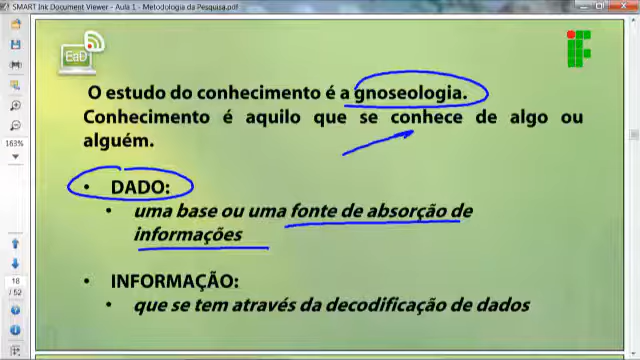 SMART Ink Document Viewer - Aula 1 - Metodologia da Pesquisa.pdf
EaD
O estudo do conhecimento é a gnoseologia.
Conhecimento é aquilo que se conhece de algo ou
alguém.
• DADO:
• uma base ou uma fonte de absorção de
informações
• INFORMAÇÃO:
• que se tem através da decodificação de dados
163%
18
/ 52